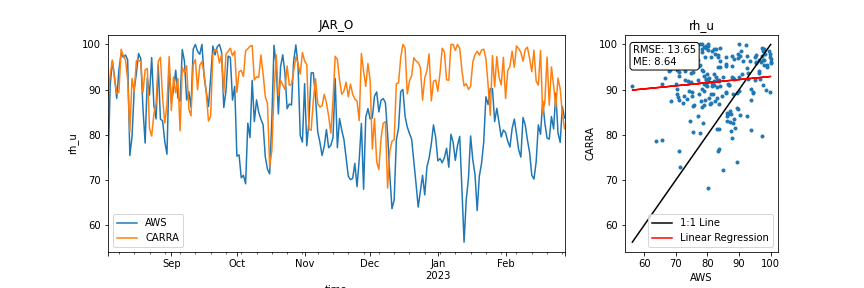 JAR_O
rh_u
100
90
80
70
60
AWS
CARRA
Sep
Oct
Nov
Dec
Jan
2023
Feb
time
rh_u
CARRA
100
90
80
70
60
RMSE: 13.65
ME: 8.64
1:1 Line
Linear Regression
60
70
80
90
100
AWS